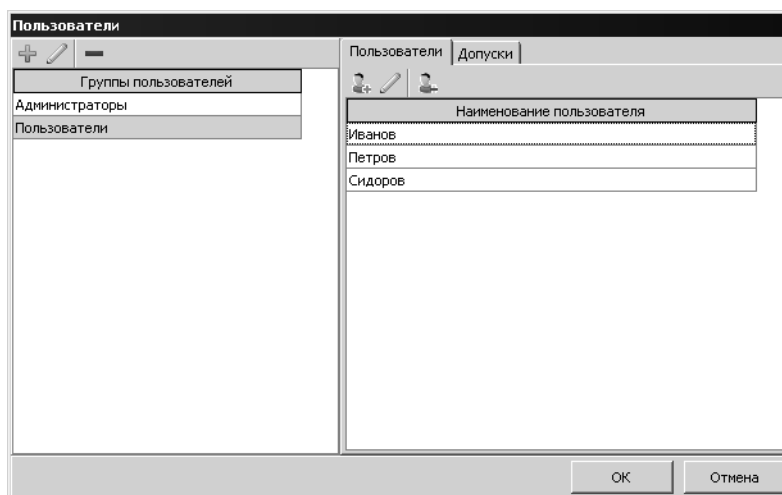 Пользователи
Группы пользователей
Администраторы
Пользователи
Пользователи
Допуски
Наименование пользователя
Иванов
Петров
Сидоров
ОК
Отмена